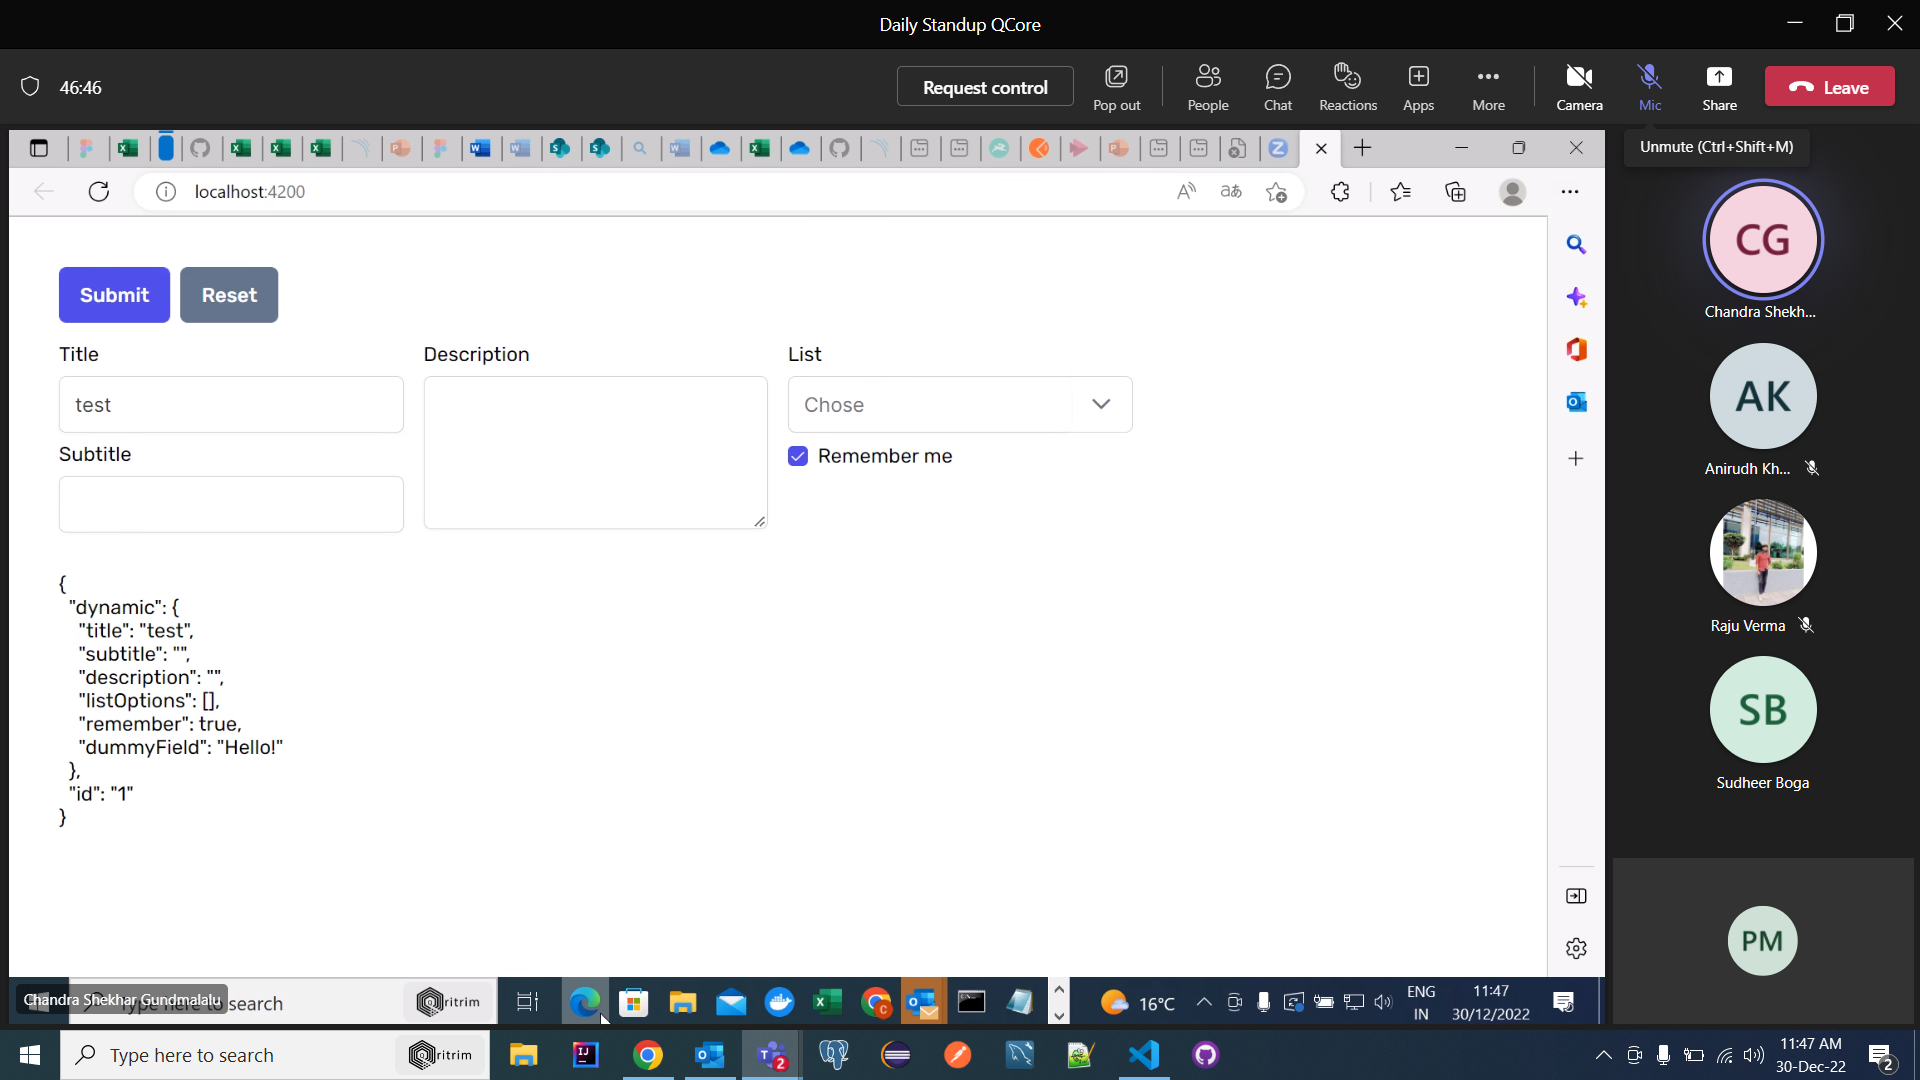 Daily Standup QCore
46:46
Request control
Pop out
People
Chat
Reactions
Apps
More
Camera
Mic
Share
Leave
Unmute (Ctrl+Shift+M)
localhost:4200
Submit
Reset
Title
Description
List
test
Chose
Subtitle
Remember me
{
"dynamic": {
"title": "test",
"subtitle": "",
"description": "",
"listOptions": [],
"remember": true,
"dummyField": "Hello!"
},
"id": "1"
}
CG
Chandra Shekh...
AK
Anirudh Kh...
Raju Verma
SB
Sudheer Boga
PM
Chandra Shekhar Gundmalalu
Type here to search
Qritrim
16°C
ENG
IN
11:47
30/12/2022
Type here to search
Qritrim
2
11:47 AM
30-Dec-22
2